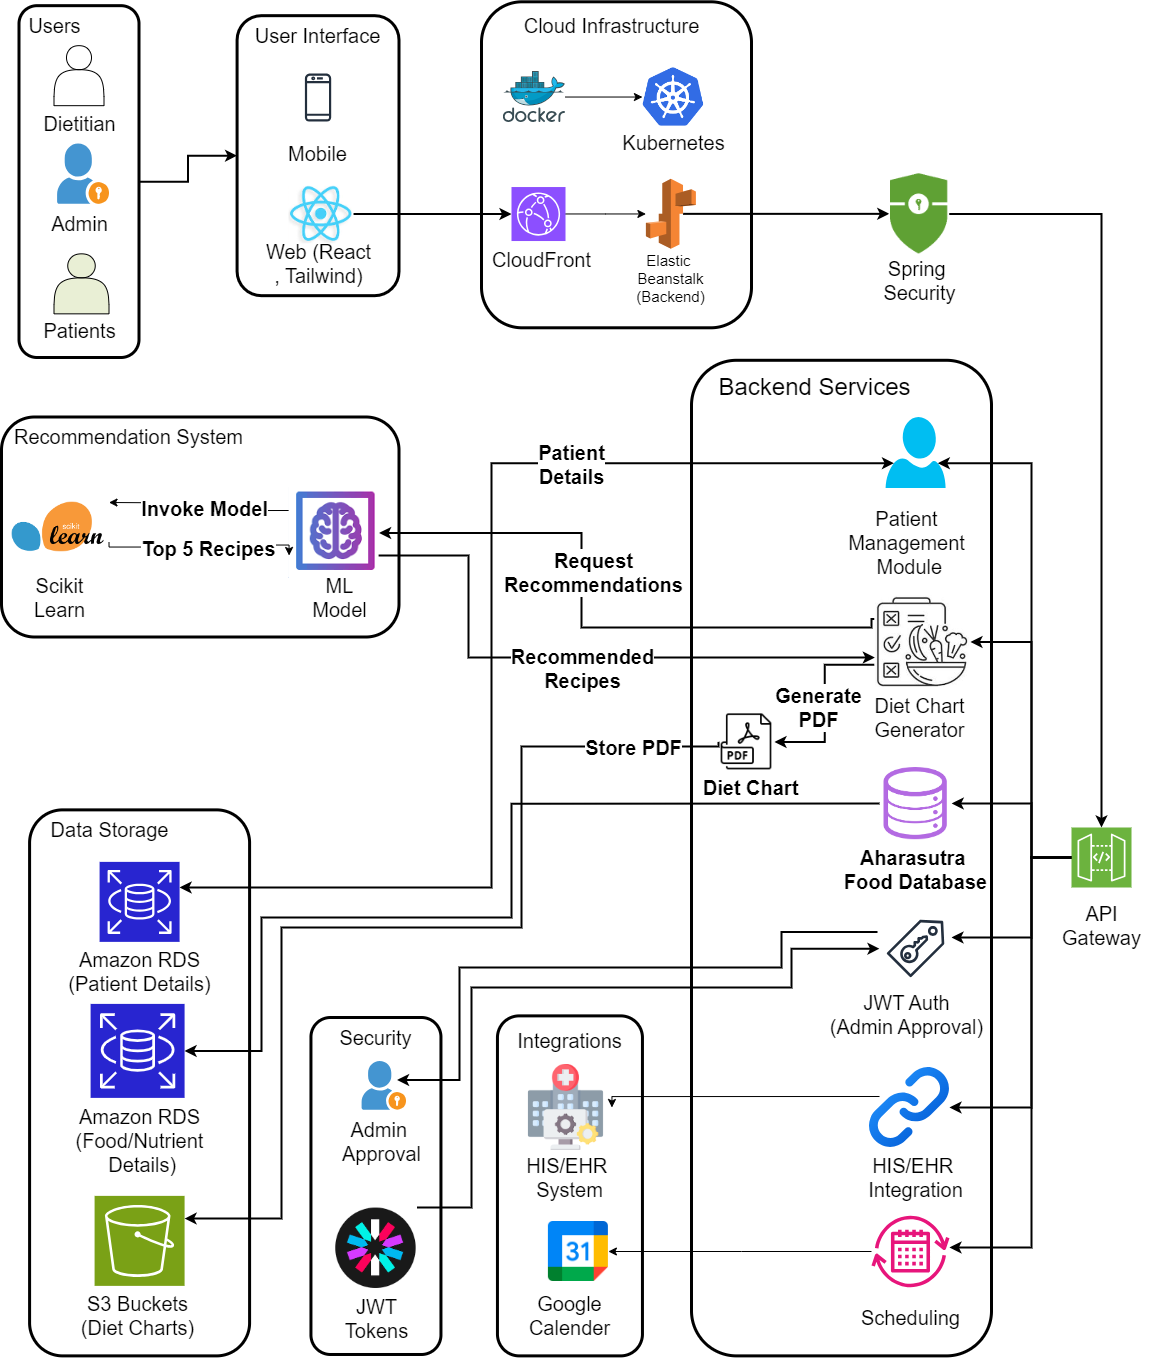 Users
Dietitian
Admin
Patients
User Interface
Mobile
Web (React
, Tailwind)
Cloud Infrastructure
docker
Kubernetes
CloudFront
Elastic
Beanstalk
(Backend)
Spring
Security
Recommendation System
Invoke Model
Top 5 Recipes
scikit
learn
Scikit
Learn
ML
Model
Patient
Details
Request
Recommendations
Recommended
Recipes
Backend Services
Patient
Management
Module
Diet Chart
Generator
Generate
PDF
Store PDF
PDF
Diet Chart
Aharasutra
Food Database
API
Gateway
JWT Auth
(Admin Approval)
HIS/EHR
Integration
Scheduling
Data Storage
Amazon RDS
(Patient Details)
Amazon RDS
(Food/Nutrient
Details)
S3 Buckets
(Diet Charts)
Security
Admin
Approval
JWT
Tokens
Integrations
HIS/EHR
System
31
Google
Calender